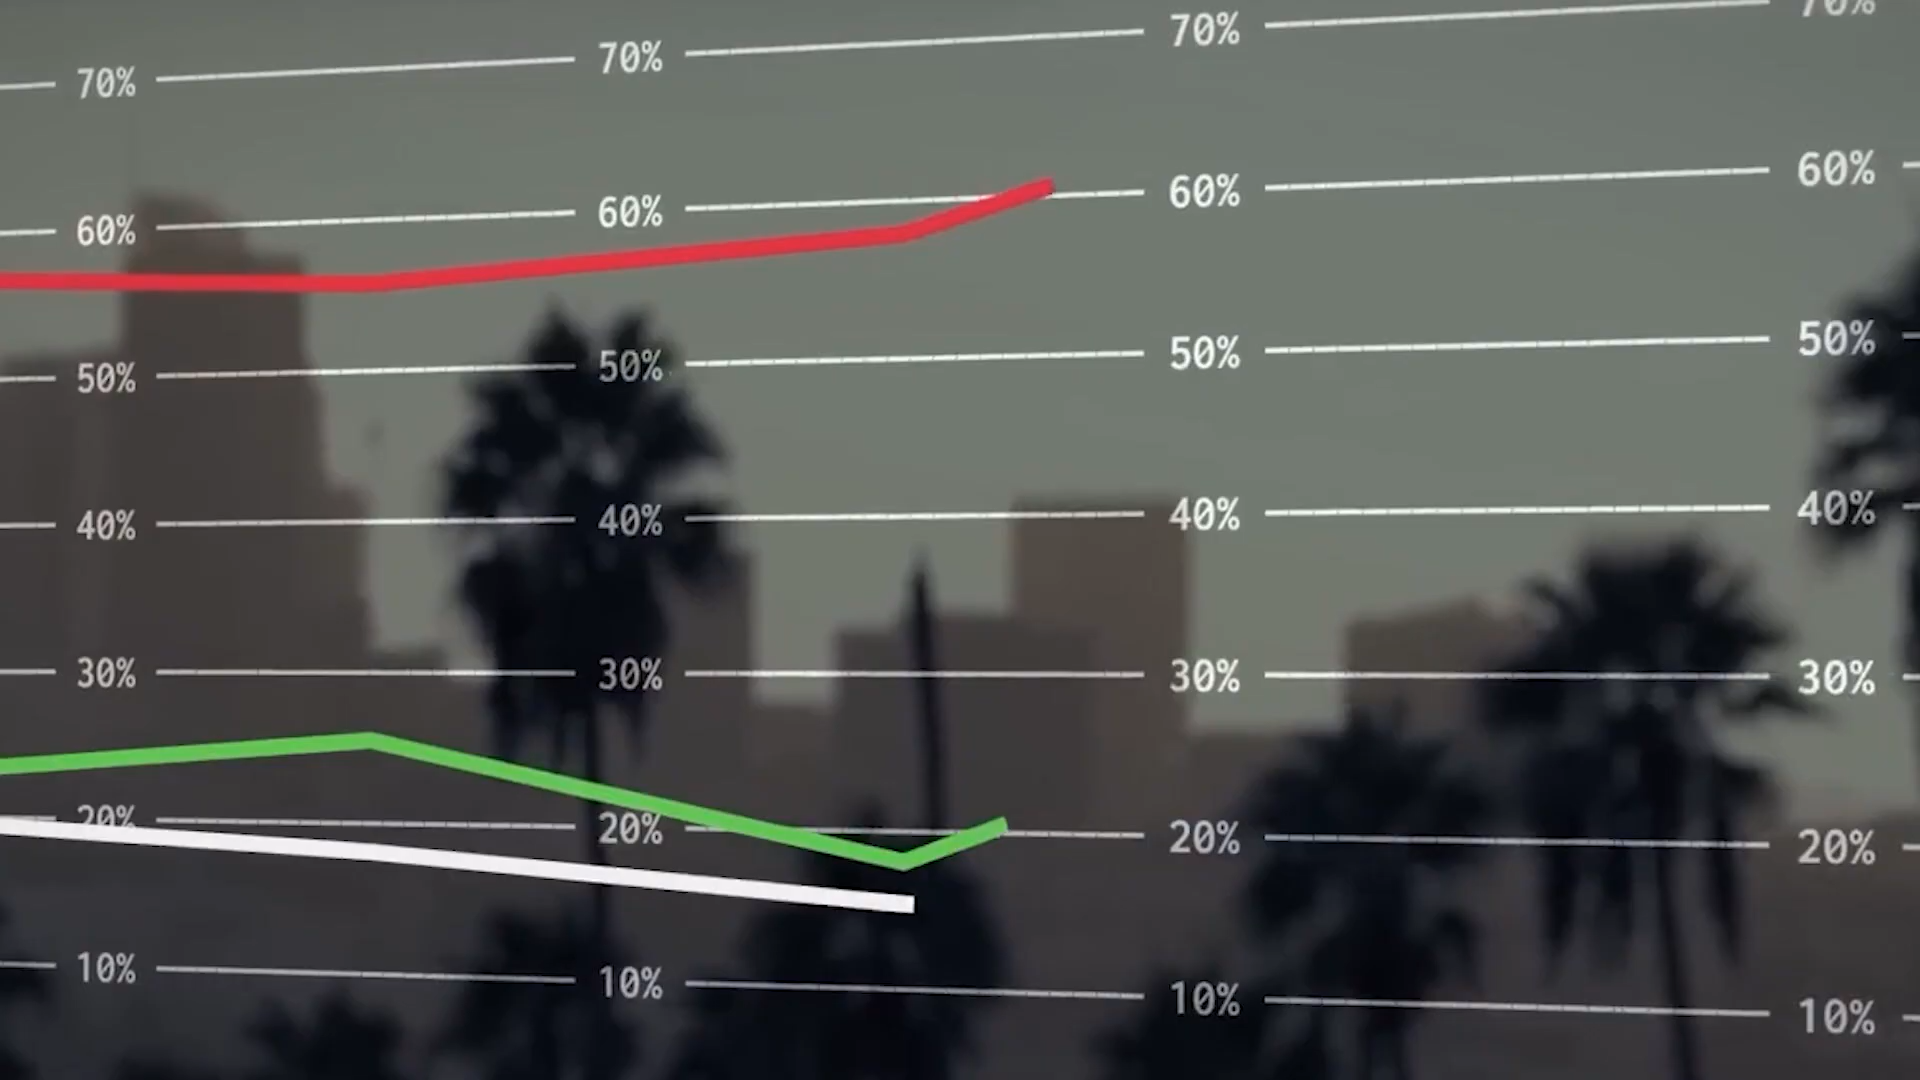 70% 70% 70% 70%
60% 60% 60% 60%
50% 50% 50% 50%
40% 40% 40% 40%
30% 30% 30% 30%
20% 20% 20% 20%
10% 10% 10% 10%